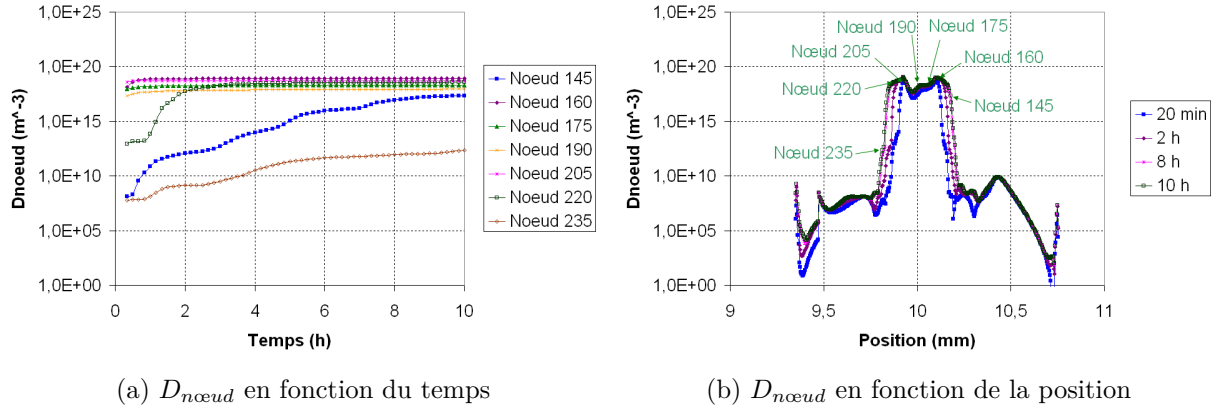 1,0E+25
1,0E+20
1,0E+15
1,0E+10
1,0E+05
1,0E+00
Dnoeud (m^-3)
0 2 4 6 8 10
Temps (h)
Noeud 145
Noeud 160
Noeud 175
Noeud 190
Noeud 205
Noeud 220
Noeud 235
(a) Dnœud en fonction du temps
1,0E+25
1,0E+20
1,0E+15
1,0E+10
1,0E+05
1,0E+00
Dnoeud (m^-3)
Nœud 190
Nœud 175
Nœud 205
Nœud 160
Nœud 220
Nœud 145
Nœud 235
9 9,5 10 10,5 11
Position (mm)
20 min
2 h
8 h
10 h
(b) Dnœud en fonction de la position